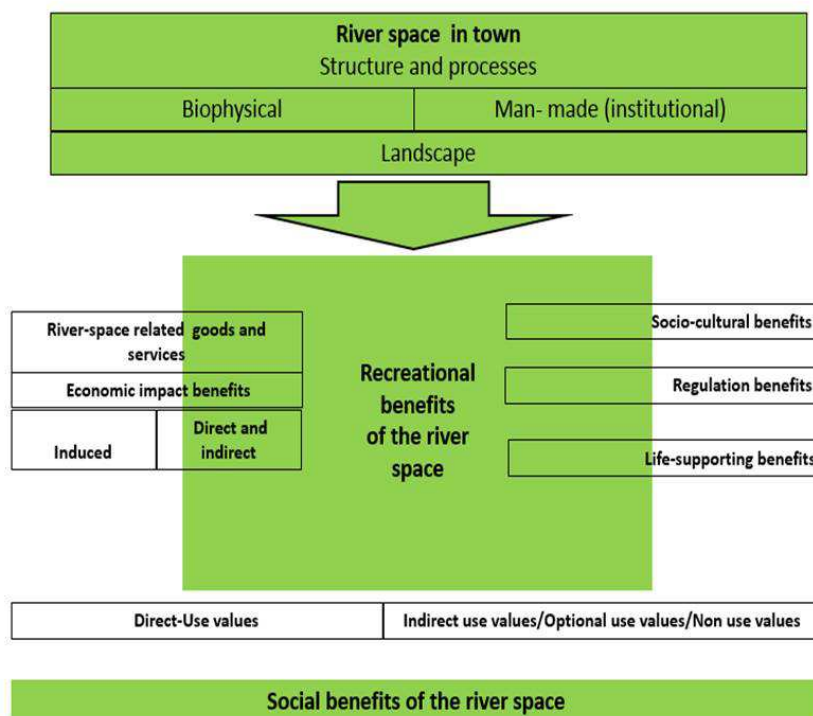 River space in town
Structure and processes
Biophysical
Man- made (institutional)
Landscape
River-space related goods and
services
Economic impact benefits
Induced
Direct and
indirect
Recreational
benefits
of the river
space
Socio-cultural benefits
Regulation benefits
Life-supporting benefits
Direct-Use values
Indirect use values/Optional use values/Non use values
Social benefits of the river space